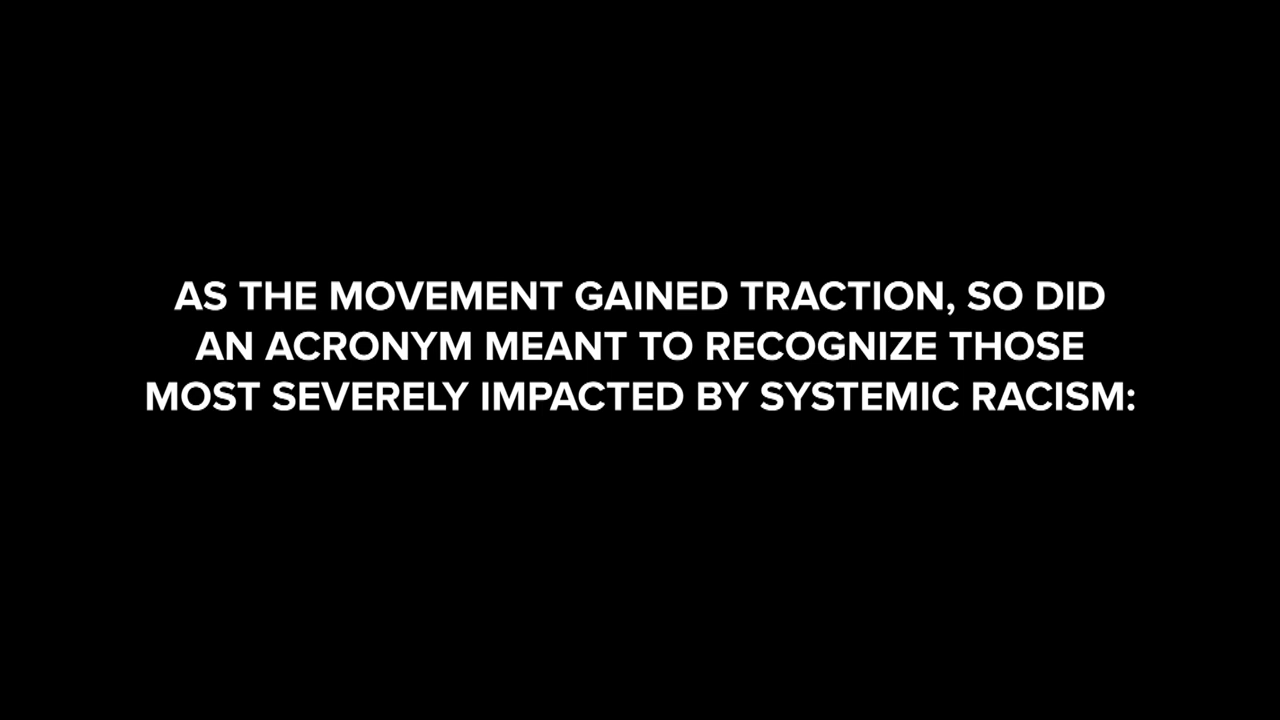 AS THE MOVEMENT GAINED TRACTION, SO DID
AN ACRONYM MEANT TO RECOGNIZE THOSE
MOST SEVERELY IMPACTED BY SYSTEMIC RACISM: